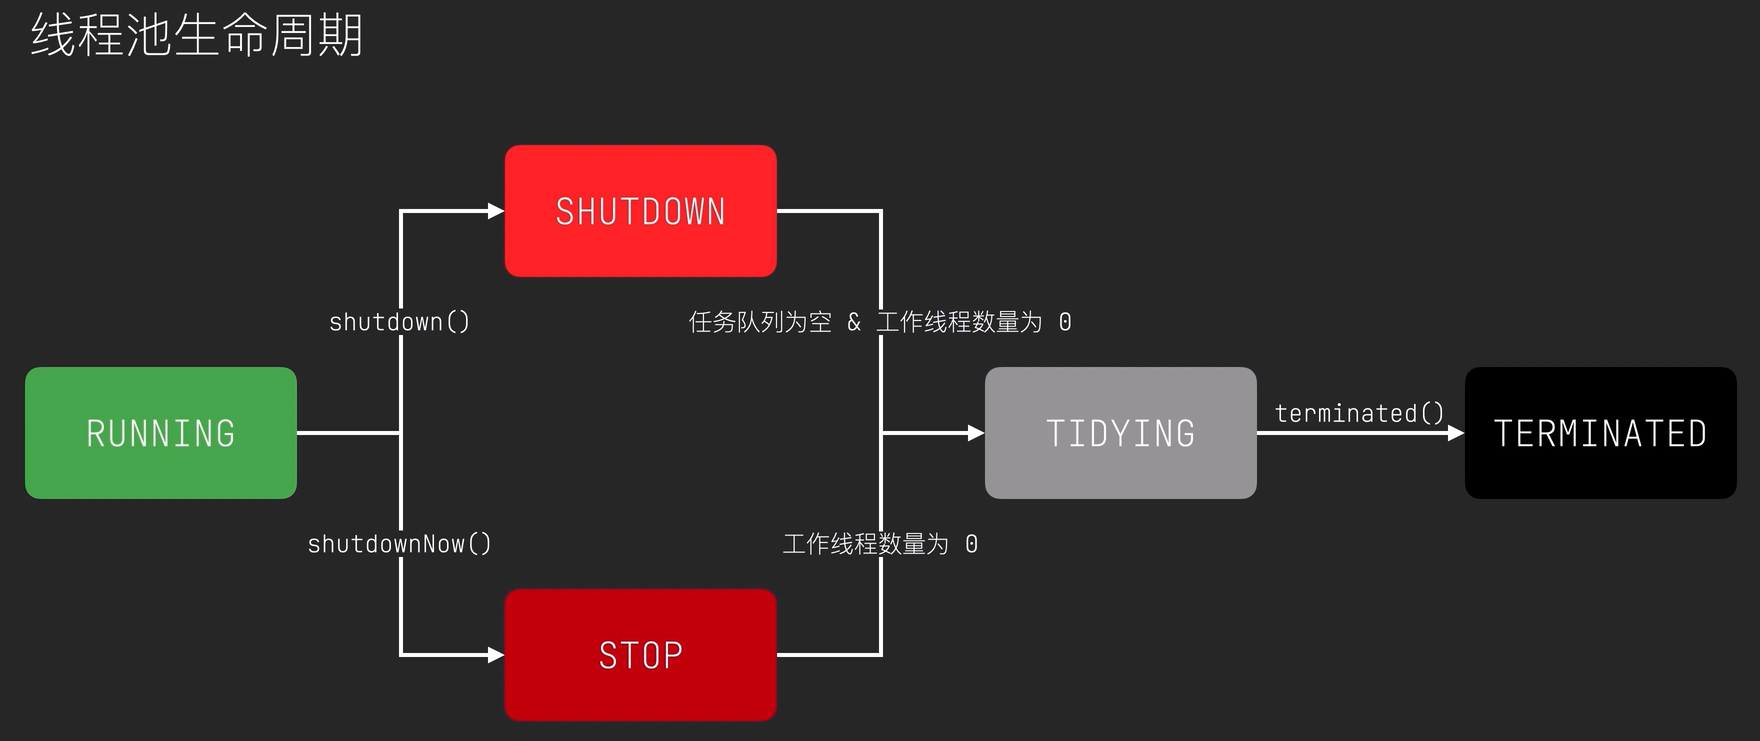 线程池生命周期
SHUTDOWN
shutdown()
任务队列为空 & 工作线程数量为 0
RUNNING
TIDYING
terminated()
TERMINATED
shutdownNow()
工作线程数量为 0
STOP